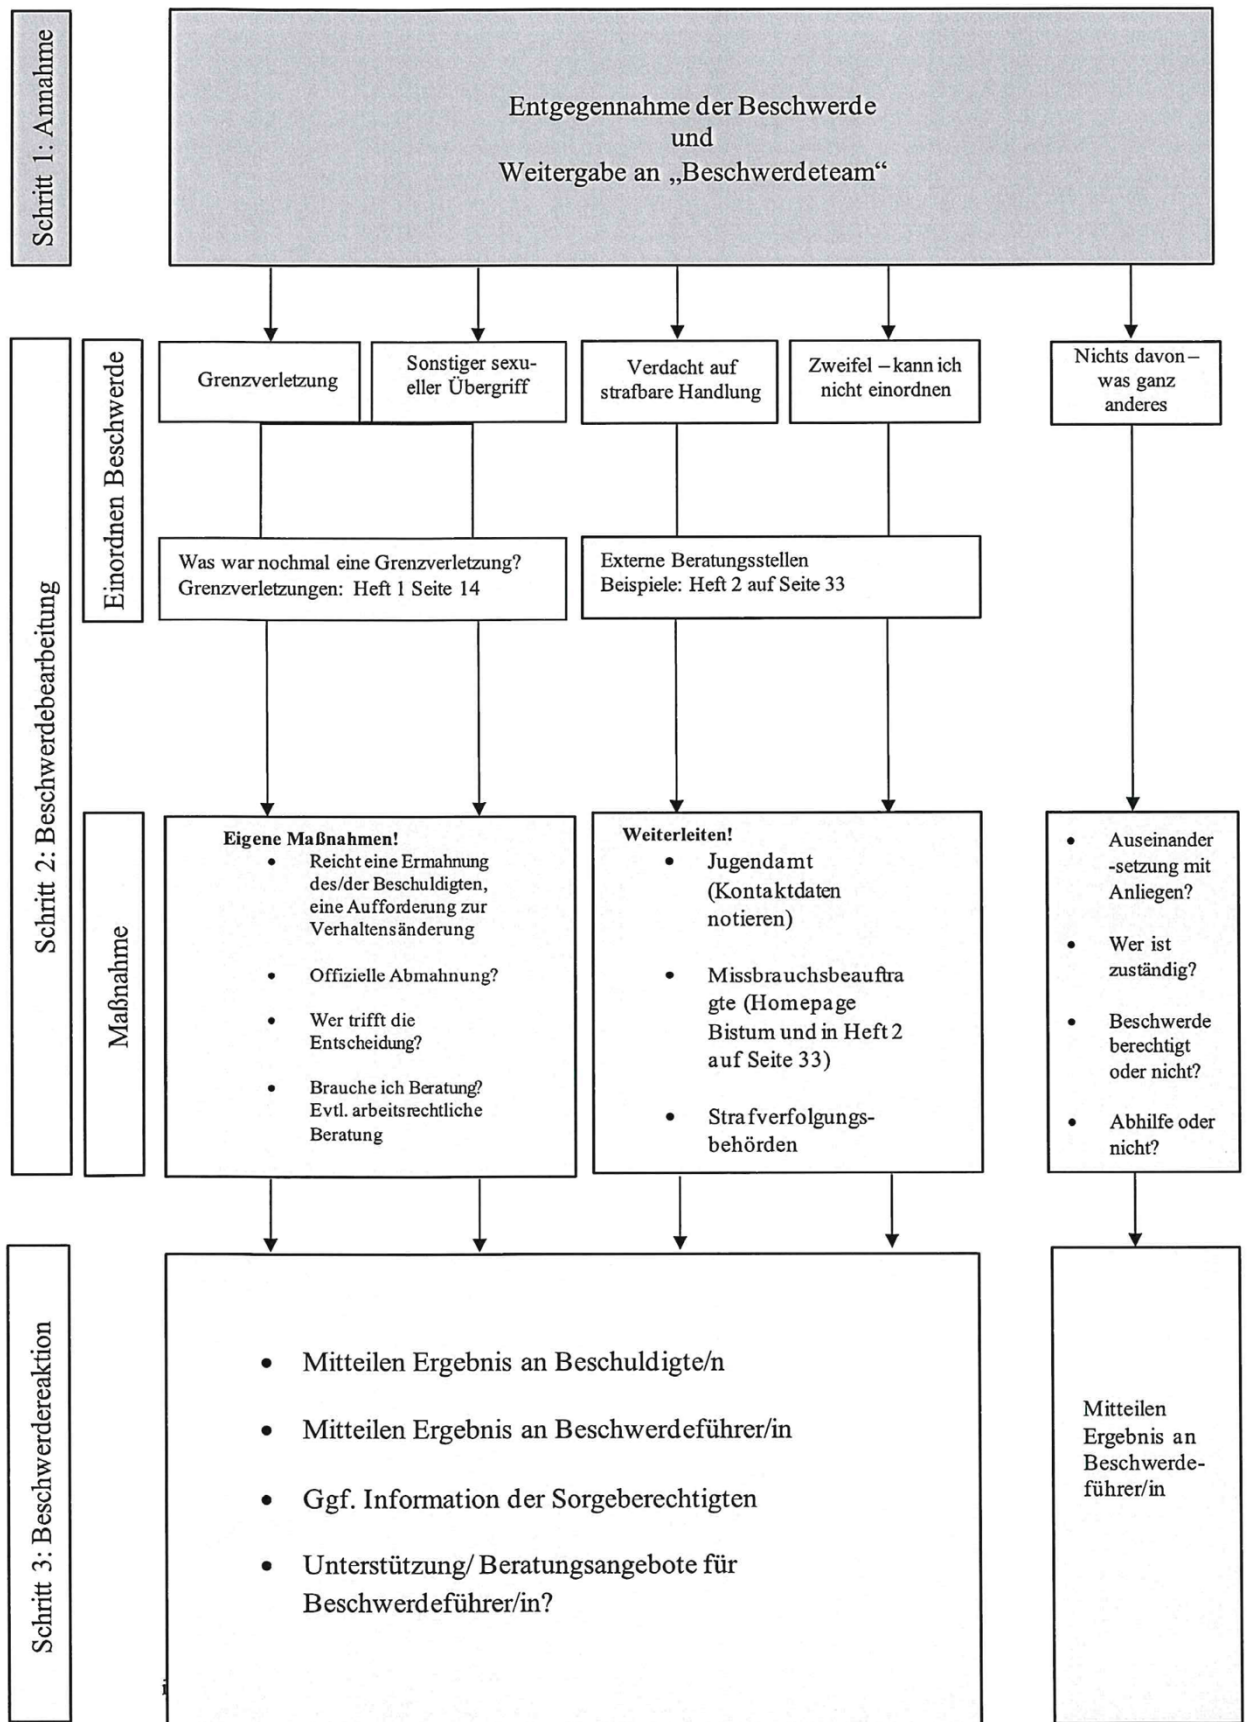 Schritt 1: Annahme
Entgegennahme der Beschwerde
und
Weitergabe an „Beschwerdeteam“
Schritt 2: Beschwerdebearbeitung
Einordnen Beschwerde
Grenzverletzung
Sonstiger sexu-
eller Übergriff
Verdacht auf
strafbare Handlung
Zweifel – kann ich
nicht einordnen
Nichts davon –
was ganz
anderes
Was war nochmal eine Grenzverletzung?
Grenzverletzungen: Heft 1 Seite 14
Externe Beratungsstellen
Beispiele: Heft 2 auf Seite 33
Maßnahme
Eigene Maßnahmen!
• Reicht eine Ermahnung
des/der Beschuldigten,
eine Aufforderung zur
Verhaltensänderung
• Offizielle Abmahnung?
• Wer trifft die
Entscheidung?
• Brauche ich Beratung?
Evtl. arbeitsrechtliche
Beratung
Weiterleiten!
• Jugendamt
(Kontaktdaten
notieren)
• Missbrauchsbeauftra
gte (Homepage
Bistum und in Heft 2
auf Seite 33)
• Strafverfolgungs-
behörden
• Auseinander
-setzung mit
Anliegen?
• Wer ist
zuständig?
• Beschwerde
berechtigt
oder nicht?
• Abhilfe oder
nicht?
Schritt 3: Beschwerdereaktion
• Mitteilen Ergebnis an Beschuldigte/n
• Mitteilen Ergebnis an Beschwerdeführer/in
• Ggf. Information der Sorgeberechtigten
• Unterstützung/ Beratungsangebote für
Beschwerdeführer/in?
Mitteilen
Ergebnis an
Beschwerde-
führer/in